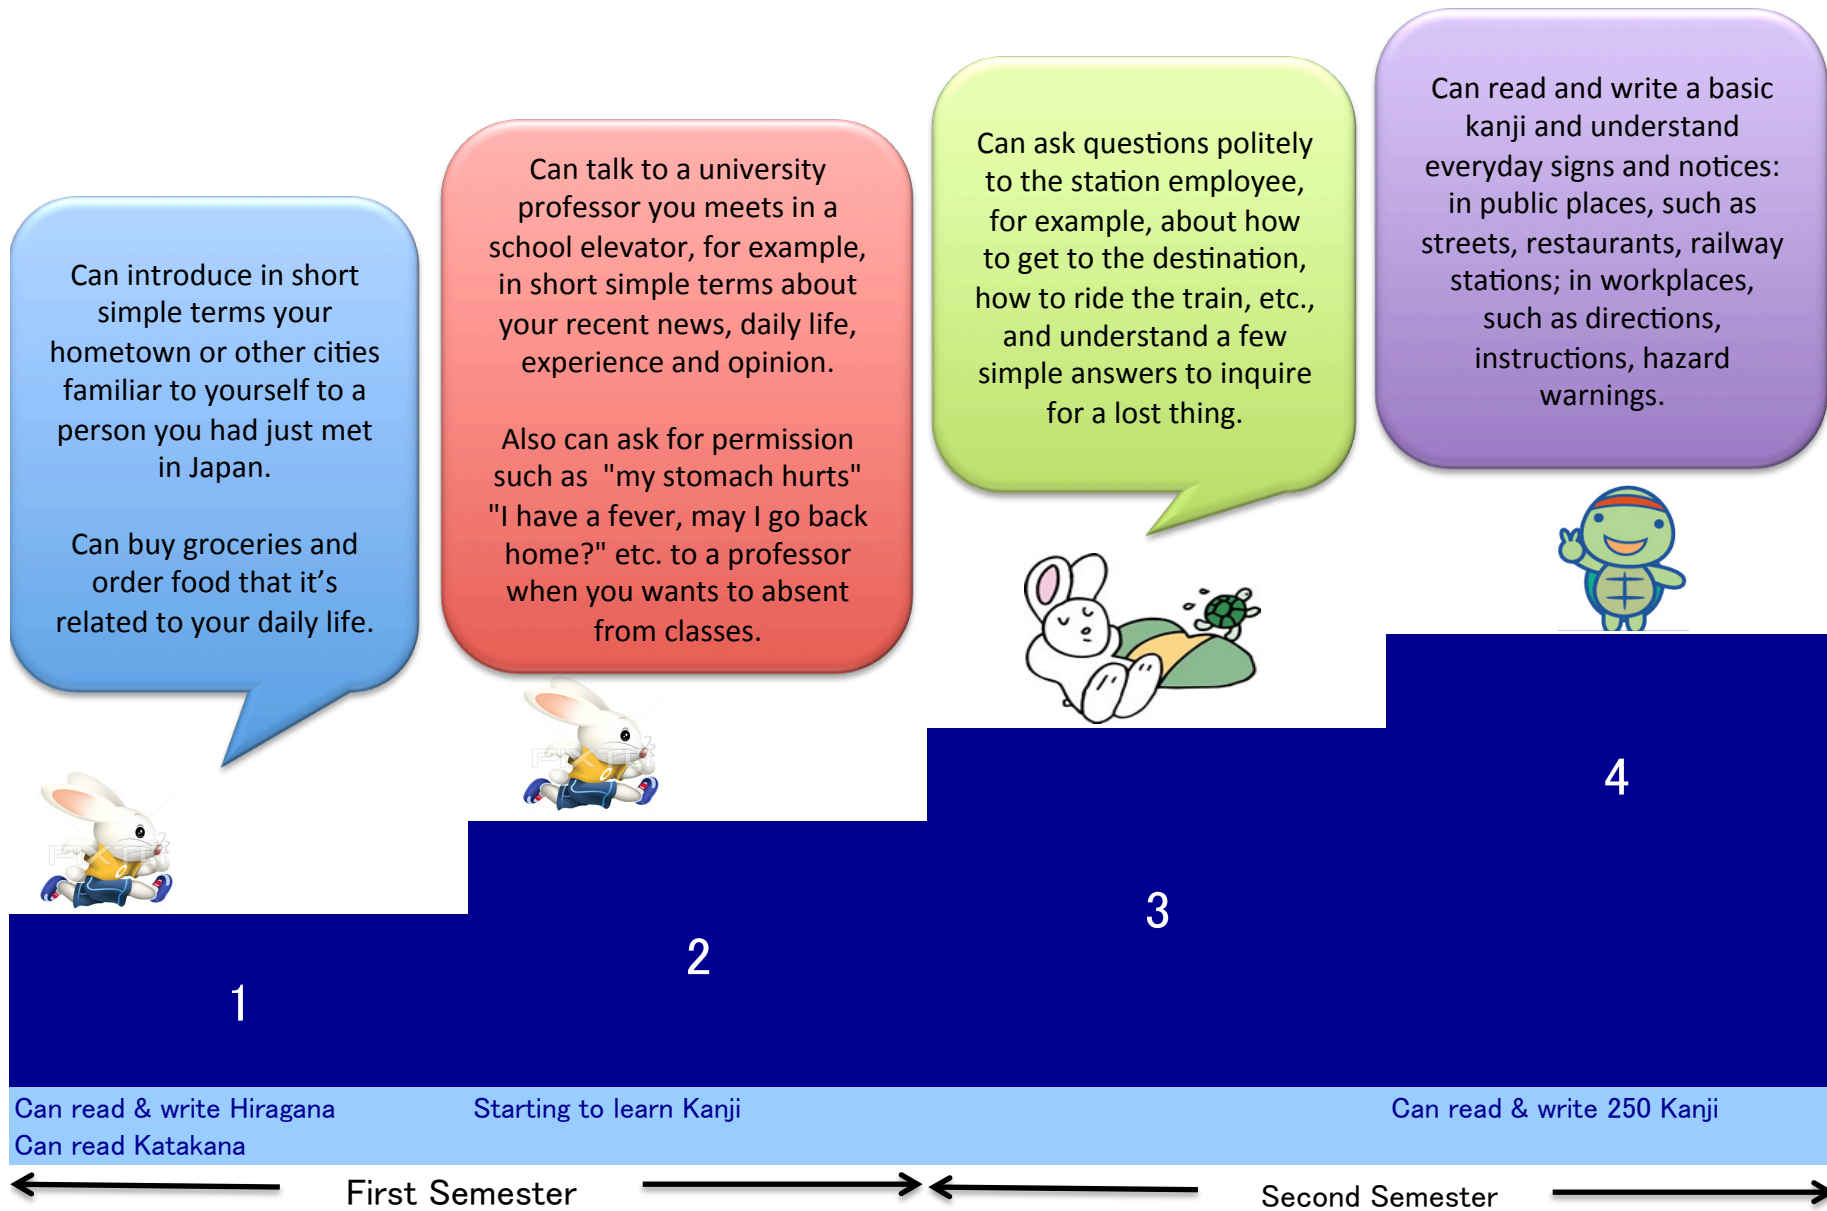 Can introduce in short
simple terms your
hometown or other cities
familiar to yourself to a
person you had just met
in Japan.
Can buy groceries and
order food that it’s
related to your daily life.
Can talk to a university
professor you meets in a
school elevator, for example,
in short simple terms about
your recent news, daily life,
experience and opinion.
Also can ask for permission
such as "my stomach hurts"
"I have a fever, may I go back
home?" etc. to a professor
when you wants to absent
from classes.
Can ask questions politely
to the station employee,
for example, about how
to get to the destination,
how to ride the train, etc.,
and understand a few
simple answers to inquire
for a lost thing.
Can read and write a basic
kanji and understand
everyday signs and notices:
in public places, such as
streets, restaurants, railway
stations; in workplaces,
such as directions,
instructions, hazard
warnings.
1
2
3
4
Can read & write Hiragana
Can read Katakana
Starting to learn Kanji
Can read & write 250 Kanji
First Semester
Second Semester